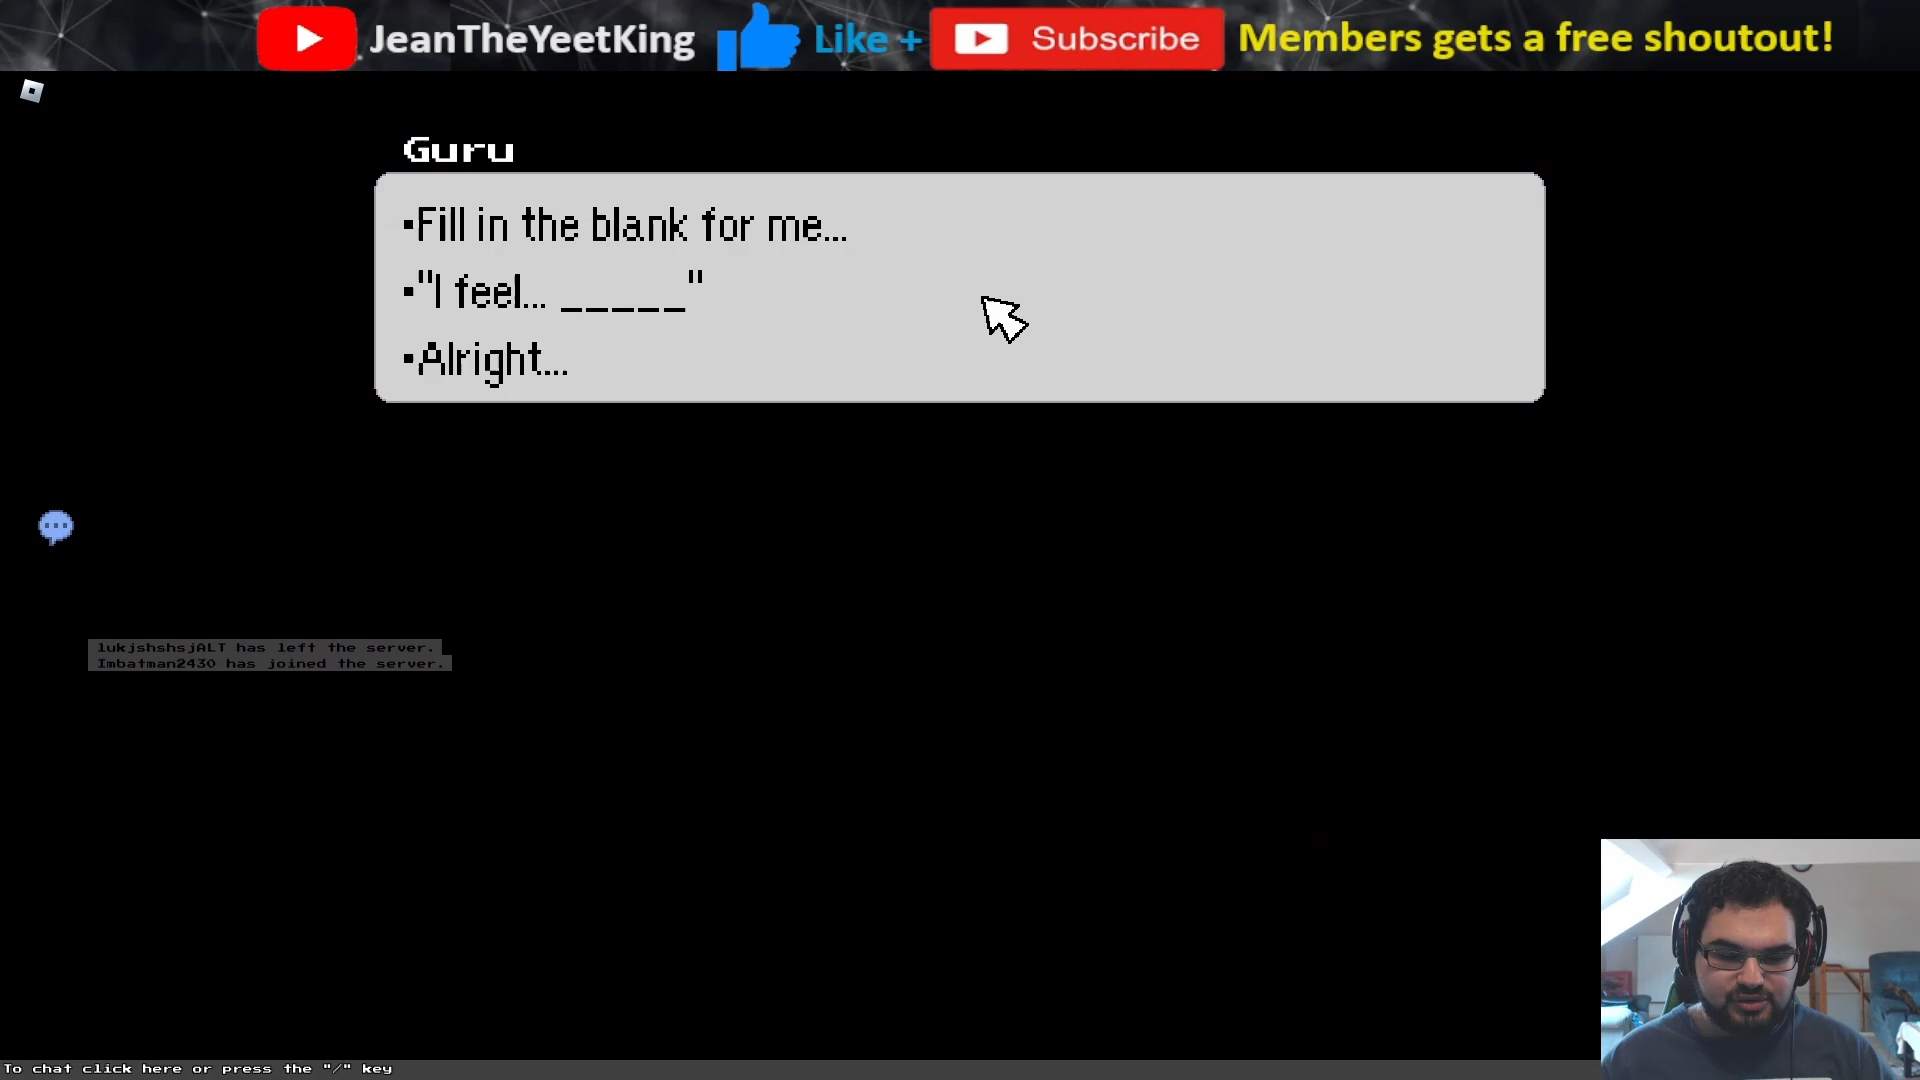 JeanTheYeetKing Like + Subscribe Members gets a free shoutout!
Guru
▪Fill in the blank for me...
▪"I feel... _____"
▪Alright...
lukjshshsjALT has left the server.
Imbatman2430 has joined the server.
To chat click here or press the "/" key